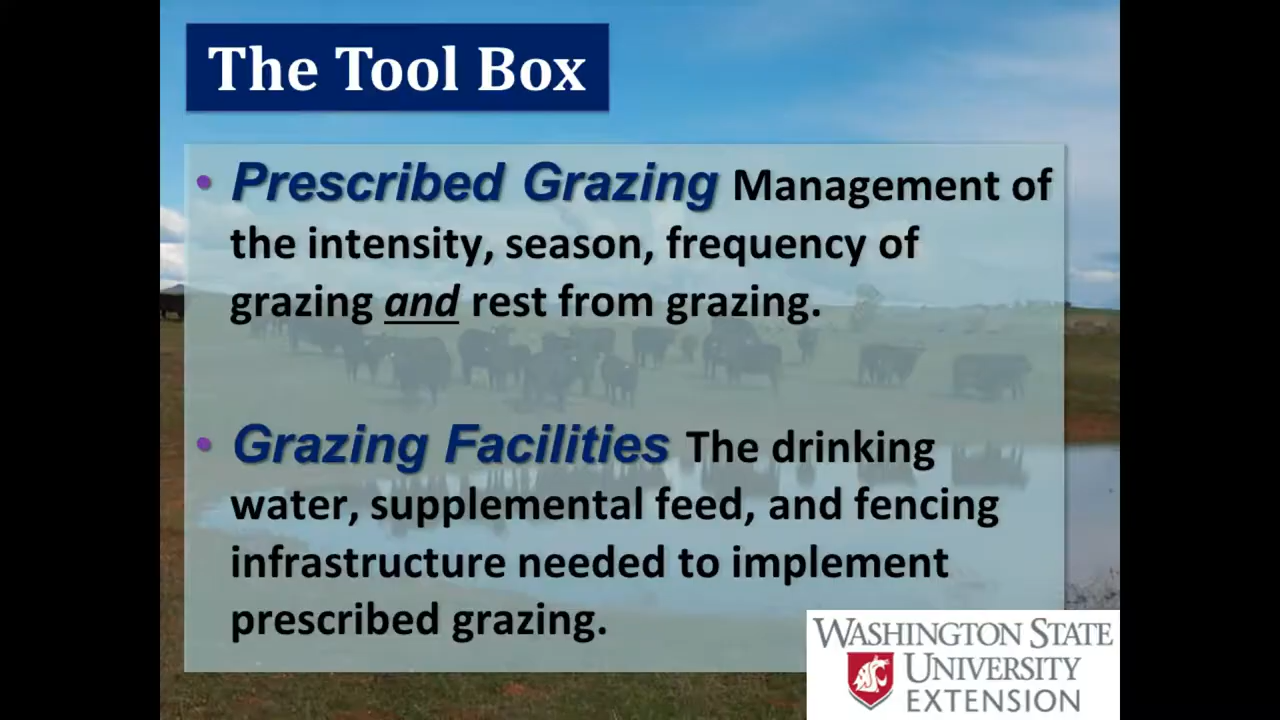 The Tool Box
• Prescribed Grazing Management of
the intensity, season, frequency of
grazing and rest from grazing.
• Grazing Facilities The drinking
water, supplemental feed, and fencing
infrastructure needed to implement
prescribed grazing.
WASHINGTON STATE
UNIVERSITY
EXTENSION